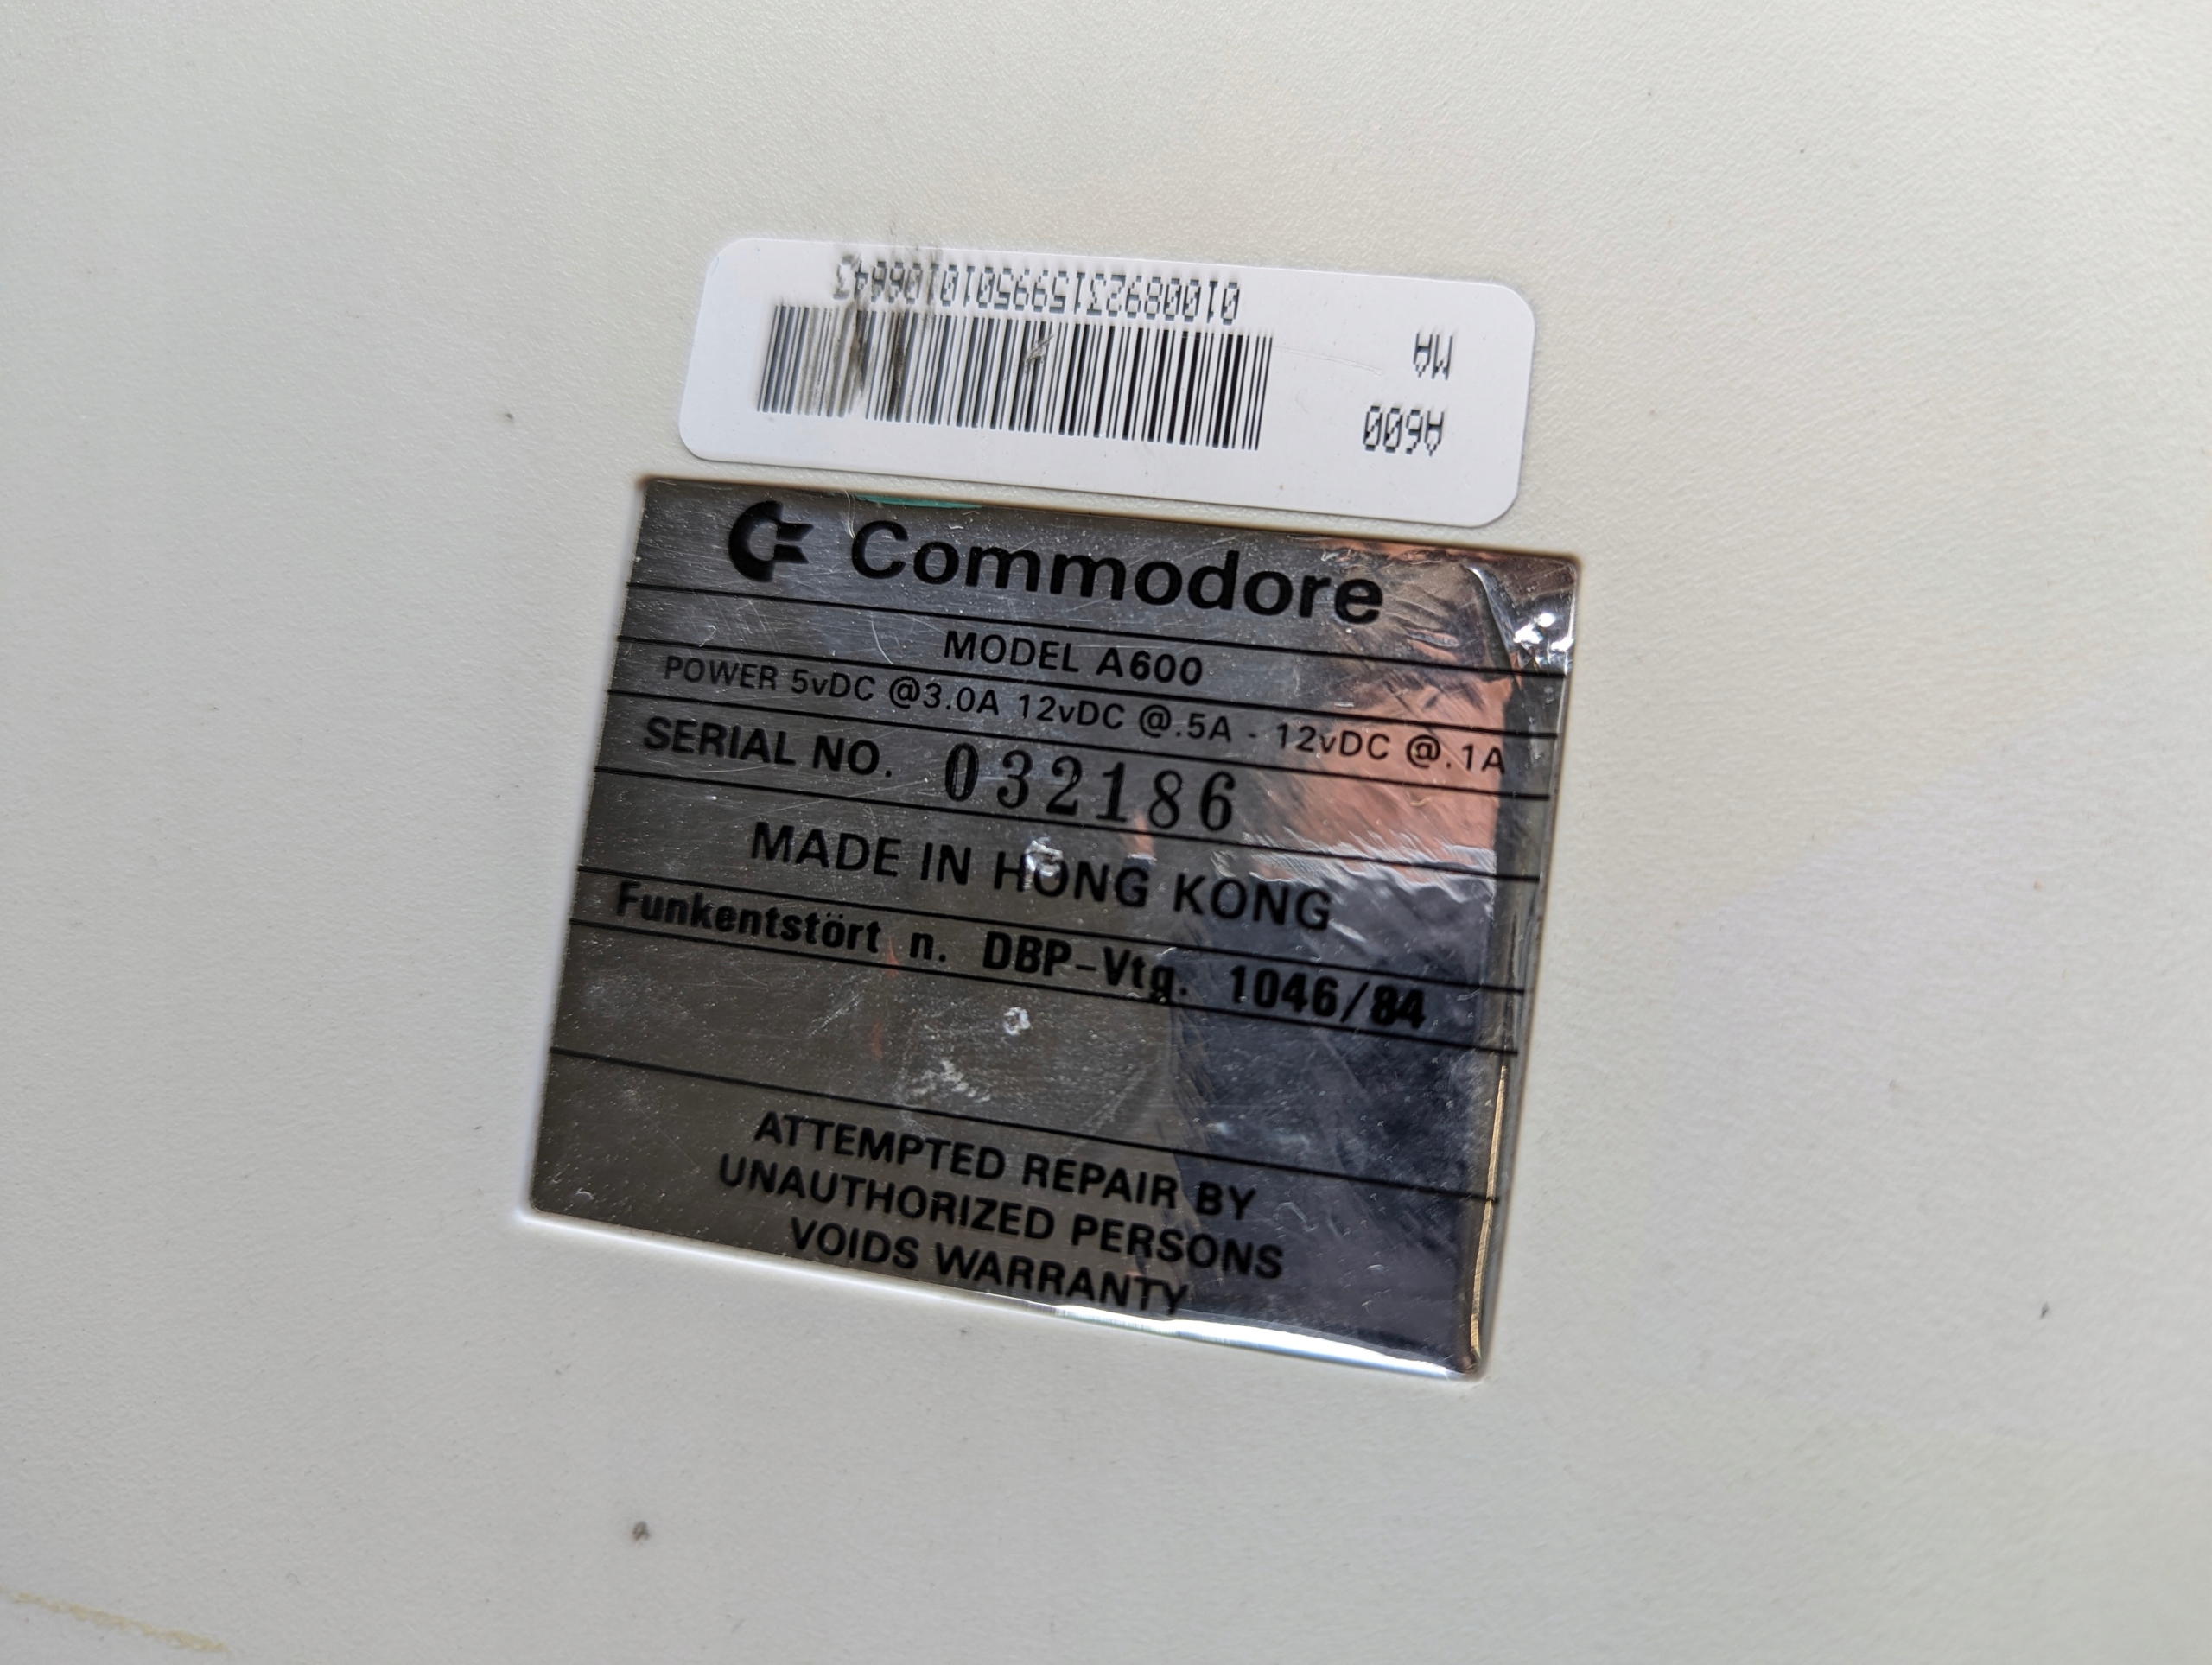 A600
MA
Commodore
MODEL A600
POWER 5vDC @3.0A 12vDC @.5A - 12vDC @.1A
SERIAL NO. 032186
MADE IN HONG KONG
Funkentstört n. DBP-Vtg. 1046/84
ATTEMPTED REPAIR BY
UNAUTHORIZED PERSONS
VOIDS WARRANTY